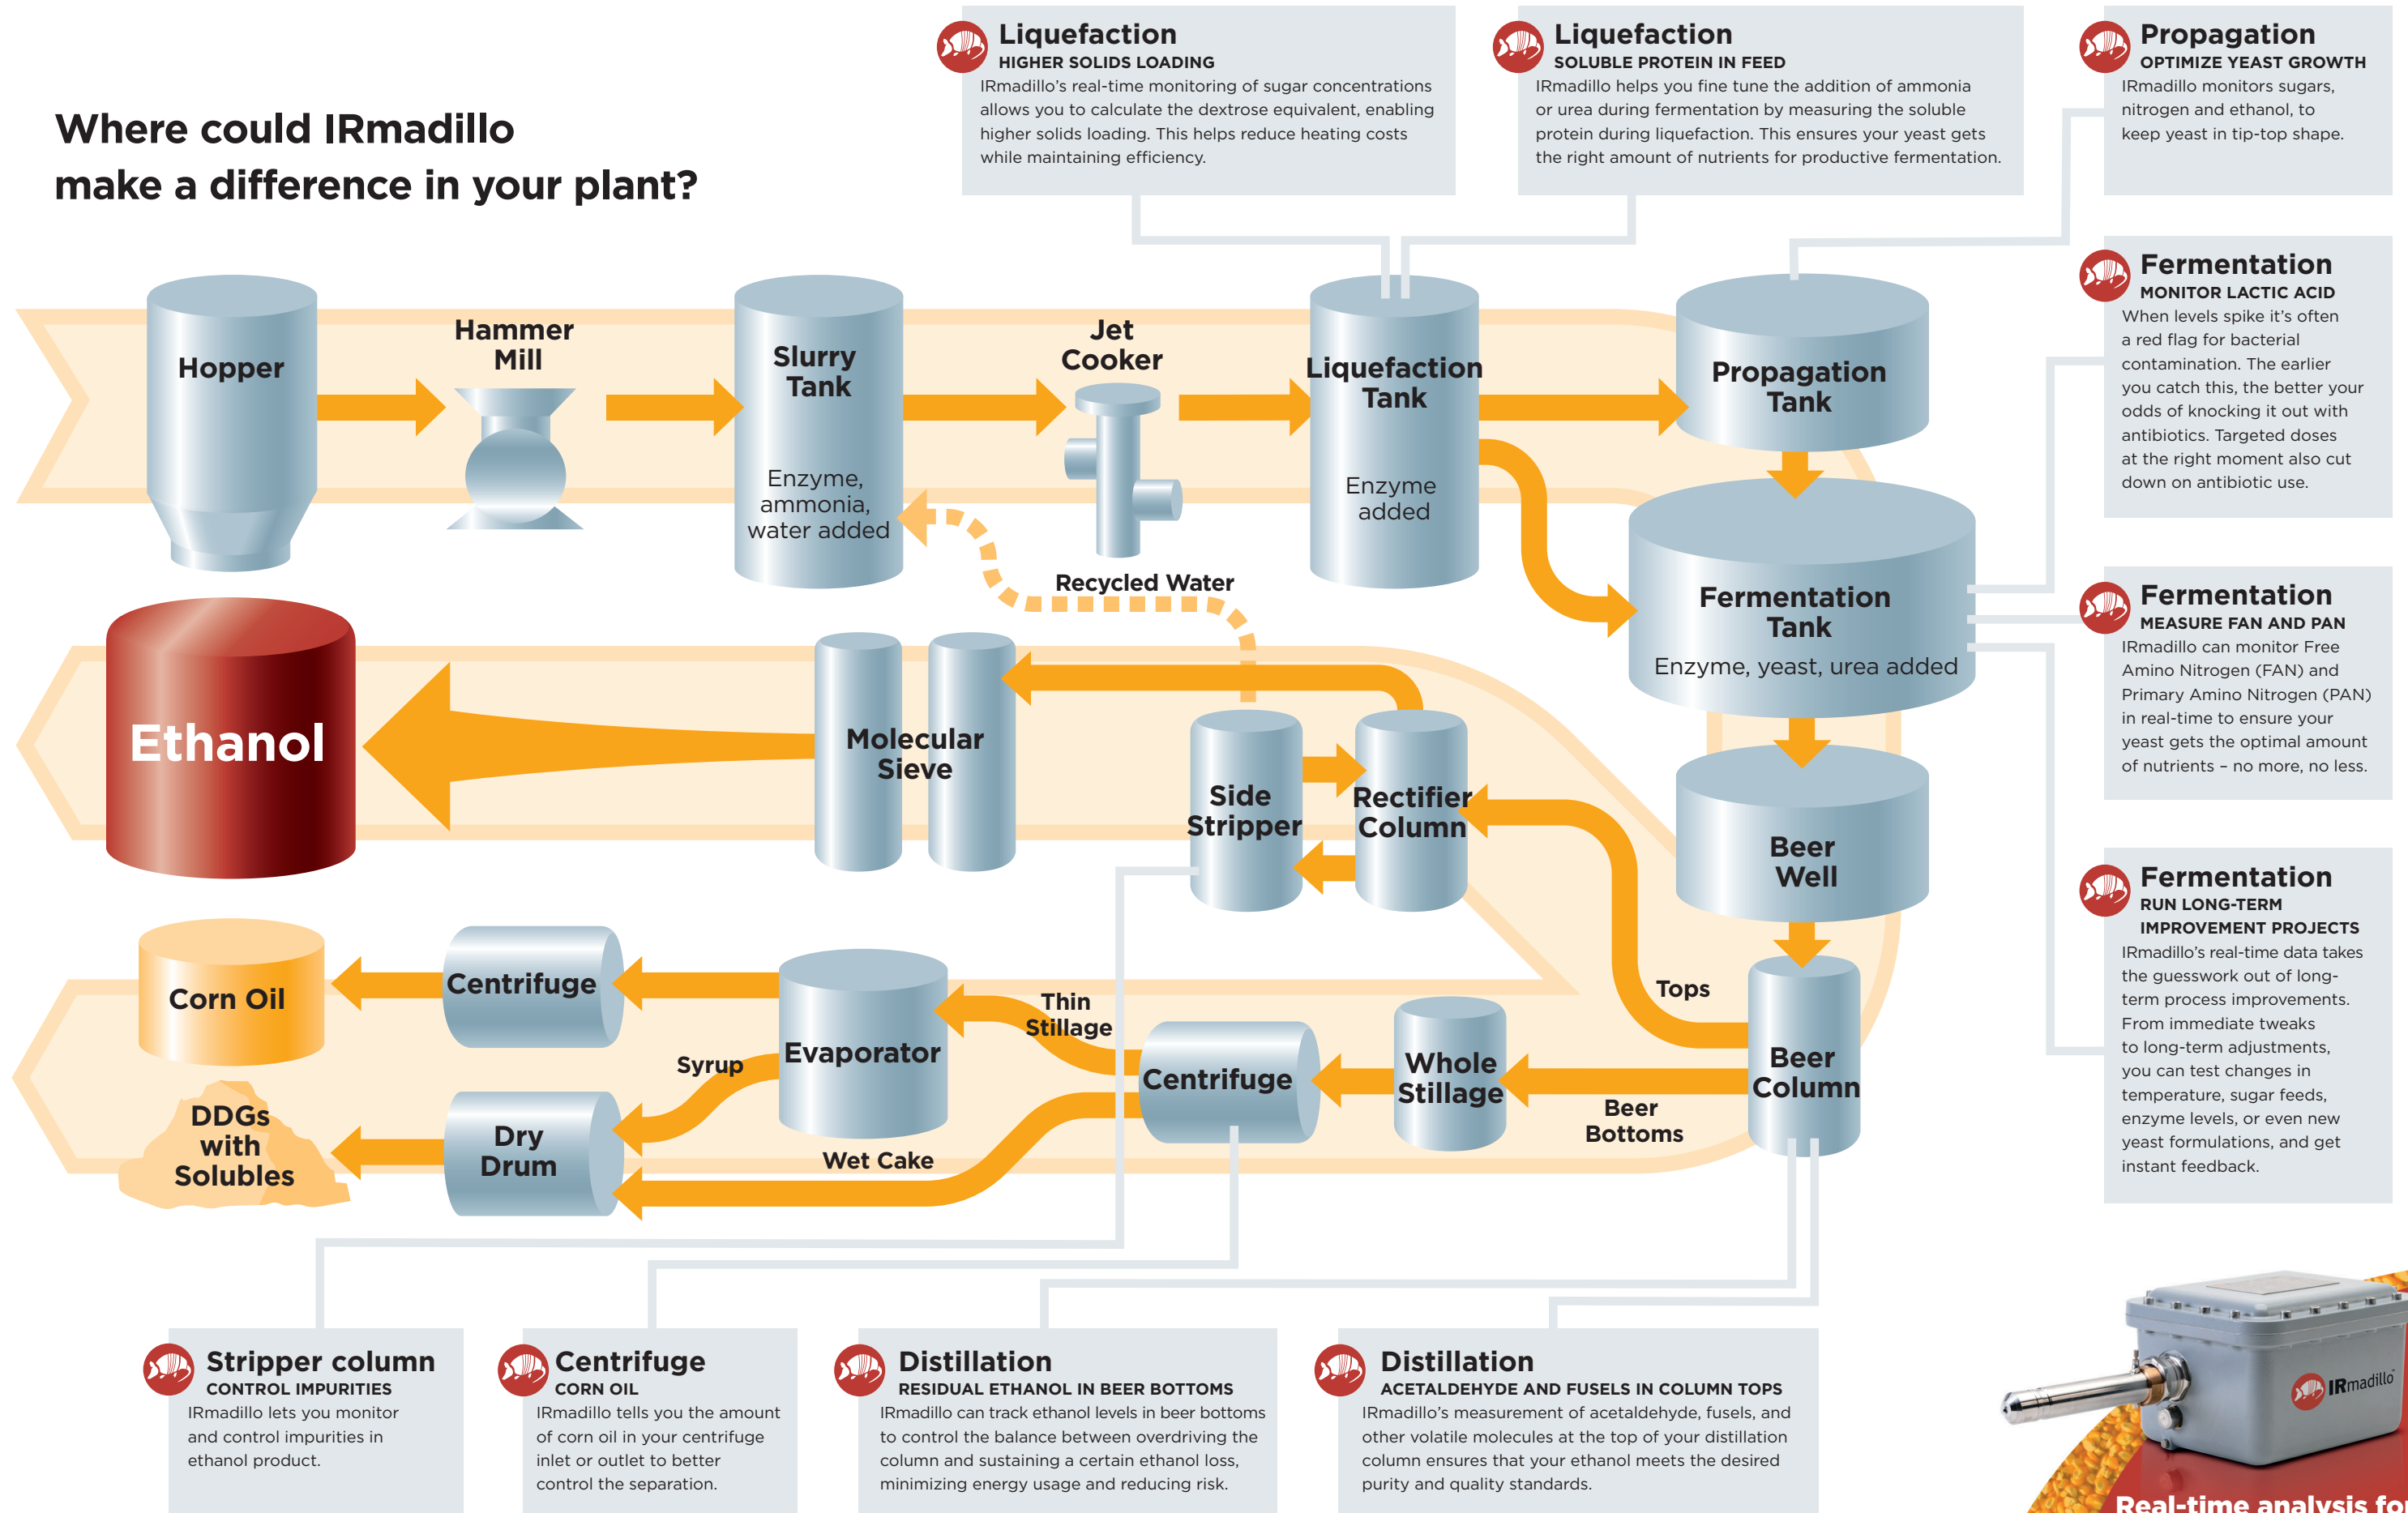 Where could IRmadillo
make a difference in your plant?
Liquefaction
HIGHER SOLIDS LOADING
IRmadillo’s real-time monitoring of sugar concentrations
allows you to calculate the dextrose equivalent, enabling
higher solids loading. This helps reduce heating costs
while maintaining efficiency.
Liquefaction
SOLUBLE PROTEIN IN FEED
IRmadillo helps you fine tune the addition of ammonia
or urea during fermentation by measuring the soluble
protein during liquefaction. This ensures your yeast gets
the right amount of nutrients for productive fermentation.
Propagation
OPTIMIZE YEAST GROWTH
IRmadillo monitors sugars,
nitrogen and ethanol, to
keep yeast in tip-top shape.
Fermentation
MONITOR LACTIC ACID
When levels spike it’s often
a red flag for bacterial
contamination. The earlier
you catch this, the better your
odds of knocking it out with
antibiotics. Targeted doses
at the right moment also cut
down on antibiotic use.
Fermentation
MEASURE FAN AND PAN
IRmadillo can monitor Free
Amino Nitrogen (FAN) and
Primary Amino Nitrogen (PAN)
in real-time to ensure your
yeast gets the optimal amount
of nutrients – no more, no less.
Fermentation
RUN LONG-TERM
IMPROVEMENT PROJECTS
IRmadillo’s real-time data takes
the guesswork out of long-
term process improvements.
From immediate tweaks
to long-term adjustments,
you can test changes in
temperature, sugar feeds,
enzyme levels, or even new
yeast formulations, and get
instant feedback.
Hopper
Hammer
Mill
Slurry
Tank
Enzyme,
ammonia,
water added
Jet
Cooker
Liquefaction
Tank
Enzyme
added
Propagation
Tank
Fermentation
Tank
Enzyme, yeast, urea added
Recycled Water
Ethanol
Molecular
Sieve
Side
Stripper
Rectifier
Column
Beer
Well
Corn Oil
Centrifuge
Evaporator
Thin
Stillage
Syrup
Centrifuge
Whole
Stillage
Tops
Beer
Bottoms
Beer
Column
DDGs
with
Solubles
Dry
Drum
Wet Cake
Stripper column
CONTROL IMPURITIES
IRmadillo lets you monitor
and control impurities in
ethanol product.
Centrifuge
CORN OIL
IRmadillo tells you the amount
of corn oil in your centrifuge
inlet or outlet to better
control the separation.
Distillation
RESIDUAL ETHANOL IN BEER BOTTOMS
IRmadillo can track ethanol levels in beer bottoms
to control the balance between overdriving the
column and sustaining a certain ethanol loss,
minimizing energy usage and reducing risk.
Distillation
ACETALDEHYDE AND FUSELS IN COLUMN TOPS
IRmadillo’s measurement of acetaldehyde, fusels, and
other volatile molecules at the top of your distillation
column ensures that your ethanol meets the desired
purity and quality standards.
IRmadillo
Real-time analysis for